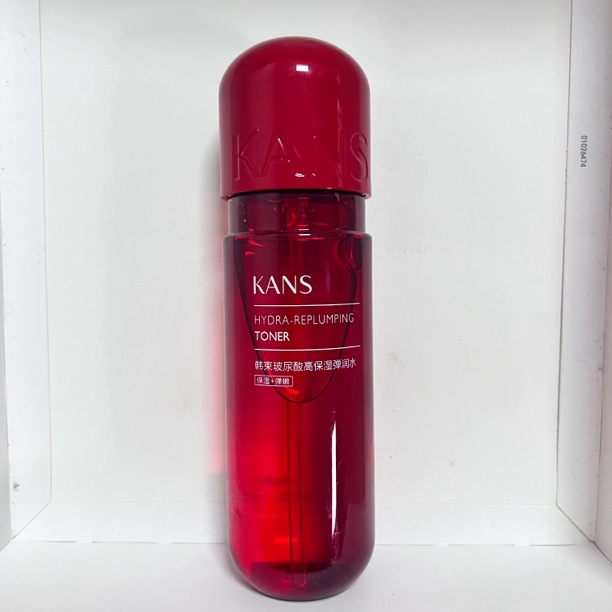 KANS
KANS
HYDRA-REPLUMPING
TONER
韩束玻尿酸高保湿弹润水
保湿+弹嫩
01026474